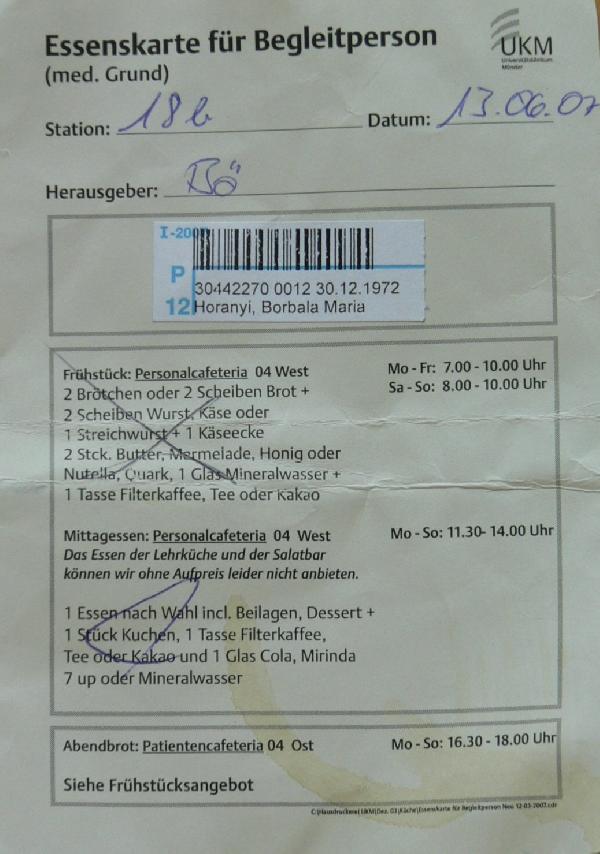 Essenskarte für Begleitperson
(med. Grund)
UKM
Universitätsklinikum
Münster
Station: 18b
Datum: 13.06.07
Herausgeber: Bö
I-200
P
12
30442270 0012 30.12.1972
Horanyi, Borbala Maria
Frühstück: Personalcafeteria 04 West
Mo - Fr: 7.00 - 10.00 Uhr
2 Brötchen oder 2 Scheiben Brot +
Sa - So: 8.00 - 10.00 Uhr
2 Scheiben Wurst, Käse oder
1 Streichwurst + 1 Käseecke
2 Stck. Butter, Marmelade, Honig oder
Nutella, Quark, 1 Glas Mineralwasser +
1 Tasse Filterkaffee, Tee oder Kakao
Mittagessen: Personalcafeteria 04 West
Mo - So: 11.30- 14.00 Uhr
Das Essen der Lehrküche und der Salatbar
können wir ohne Aufpreis leider nicht anbieten.
1 Essen nach Wahl incl. Beilagen, Dessert +
1 Stück Kuchen, 1 Tasse Filterkaffee,
Tee oder Kakao und 1 Glas Cola, Mirinda
7 up oder Mineralwasser
Abendbrot: Patientencafeteria 04 Ost
Mo - So: 16.30 - 18.00 Uhr
Siehe Frühstücksangebot